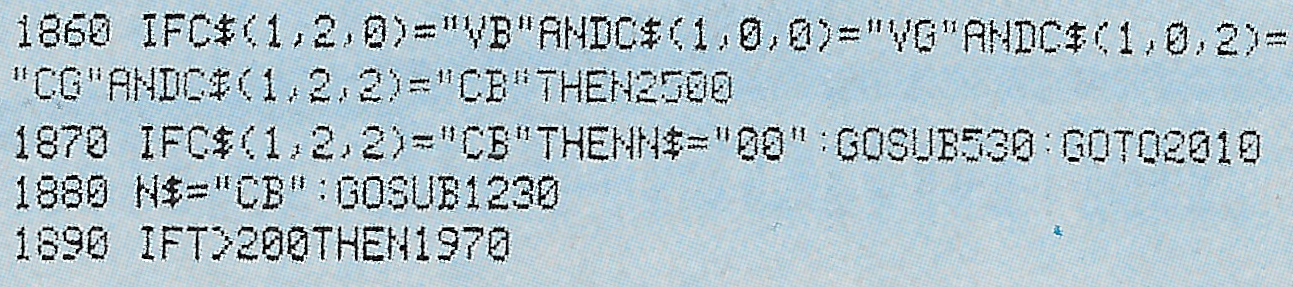 1860 IFC$(1,2,0)="VB"ANDC$(1,0,0)="VG"ANDC$(1,0,2)=
"CG"ANDC$(1,2,2)="CB"THEN2500
1870 IFC$(1,2,2)="CB"THENN$="00":GOSUB530:GOTO2010
1880 N$="CB":GOSUB1230
1890 IFT>200THEN1970